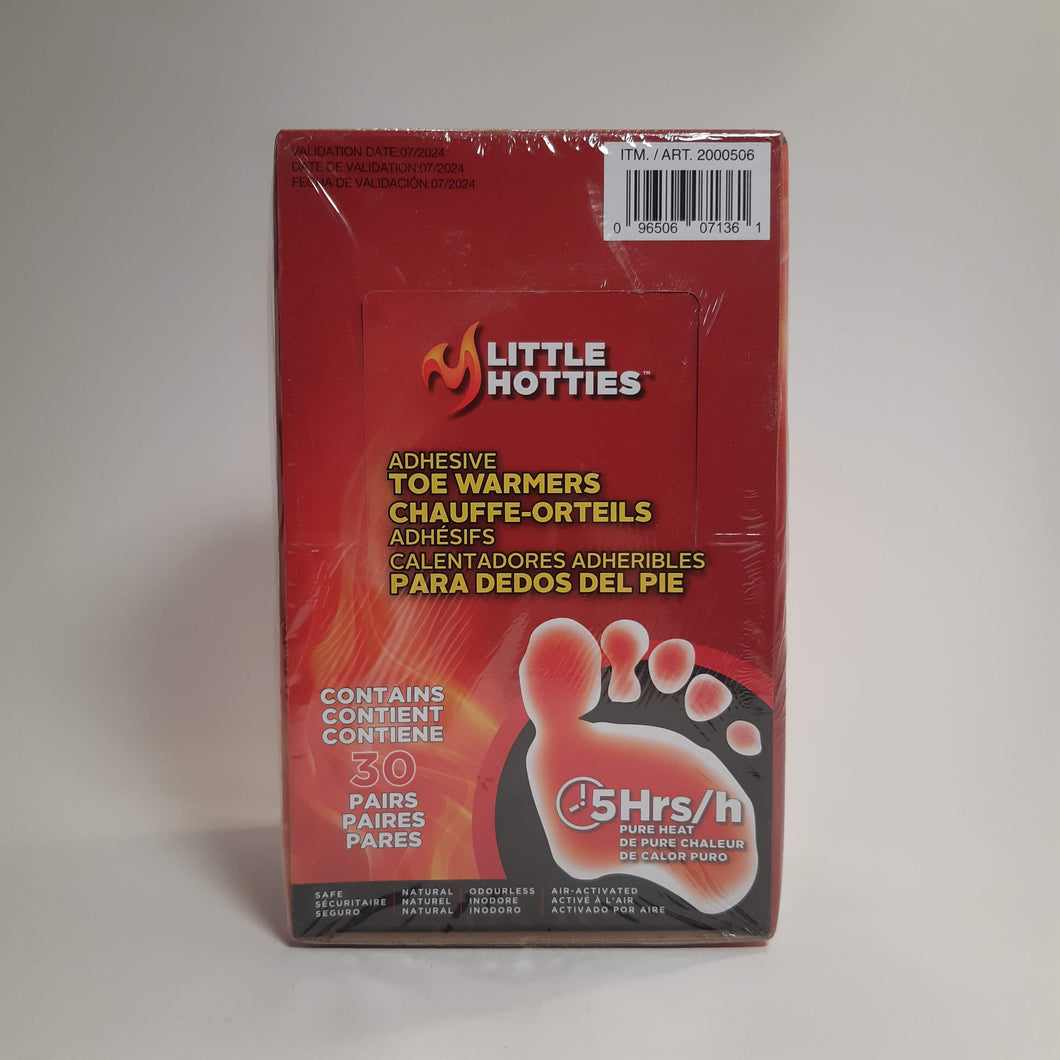 VALIDATION DATE:07/2024
DATE DE VALIDATION:07/2024
FECHA DE VALIDACIÓN:07/2024
ITM. / ART. 2000506
0 96506 07136 1
LITTLE
HOTTIES™
ADHESIVE
TOE WARMERS
CHAUFFE-ORTEILS
ADHÉSIFS
CALENTADORES ADHERIBLES
PARA DEDOS DEL PIE
CONTAINS
CONTIENT
CONTIENE
30
PAIRS
PAIRES
PARES
5Hrs/h
PURE HEAT
DE PURE CHALEUR
DE CALOR PURO
SAFE
SÉCURITAIRE
SEGURO
NATURAL
NATUREL
NATURAL
ODOURLESS
INODORE
INODORO
AIR-ACTIVATED
ACTIVÉ À L'AIR
ACTIVADO POR AIRE